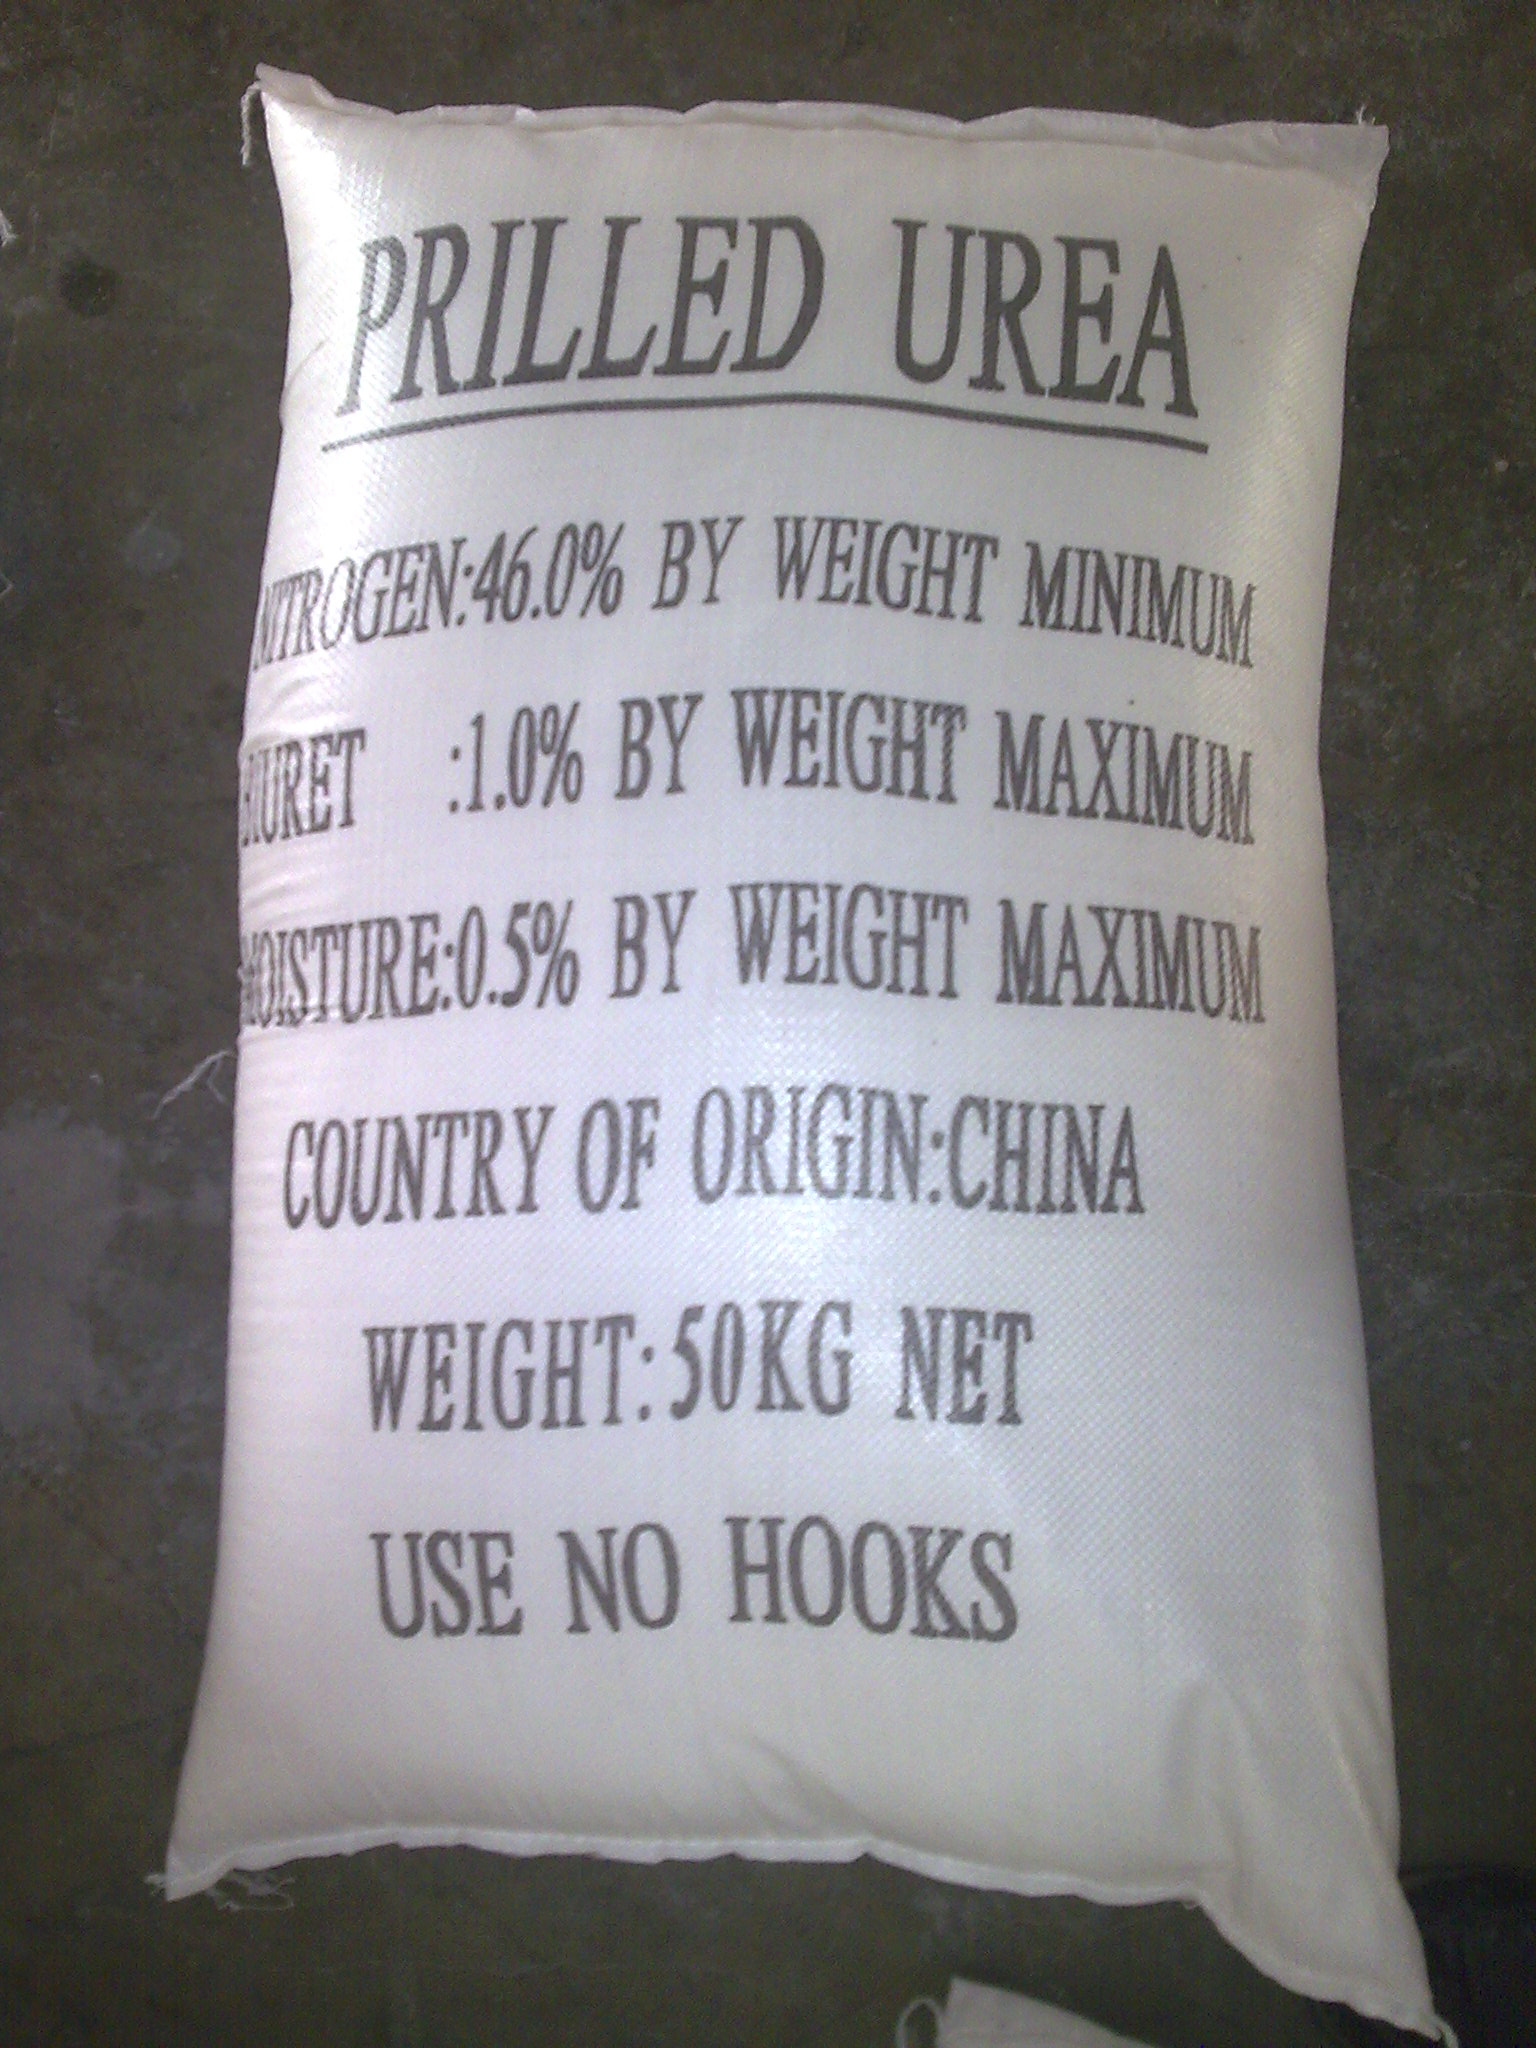 PRILLED UREA
NITROGEN:46.0% BY WEIGHT MINIMUM
BIURET :1.0% BY WEIGHT MAXIMUM
MOISTURE:0.5% BY WEIGHT MAXIMUM
COUNTRY OF ORIGIN:CHINA
WEIGHT:50KG NET
USE NO HOOKS